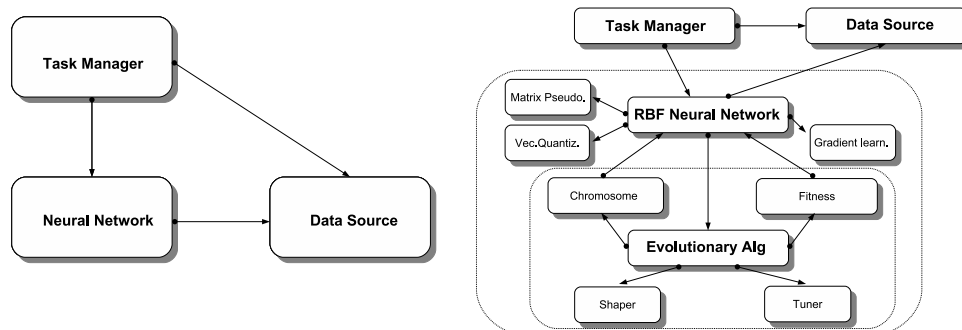 Task Manager
Neural Network
Data Source
Task Manager
Data Source
Matrix Pseudo.
RBF Neural Network
Vec.Quantiz.
Gradient learn.
Chromosome
Fitness
Evolutionary Alg
Shaper
Tuner